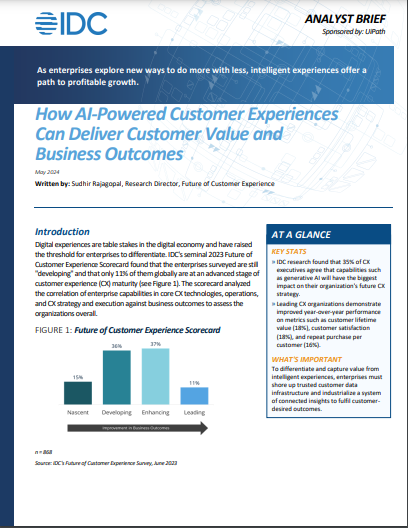 IDC
ANALYST BRIEF
Sponsored by: UiPath
As enterprises explore new ways to do more with less, intelligent experiences offer a
path to profitable growth.
How AI-Powered Customer Experiences
Can Deliver Customer Value and
Business Outcomes
May 2024
Written by: Sudhir Rajagopal, Research Director, Future of Customer Experience
Introduction
Digital experiences are table stakes in the digital economy and have raised
the threshold for enterprises to differentiate. IDC's seminal 2023 Future of
Customer Experience Scorecard found that the enterprises surveyed are still
"developing" and that only 11% of them globally are at an advanced stage of
customer experience (CX) maturity (see Figure 1). The scorecard analyzed
the correlation of enterprise capabilities in core CX technologies, operations,
and CX strategy and execution against business outcomes to assess the
organizations overall.
FIGURE 1: Future of Customer Experience Scorecard
15%
36%
37%
11%
Nascent
Developing
Enhancing
Leading
Improvement in Business Outcomes
n = 868
Source: IDC's Future of Customer Experience Survey, June 2023
AT A GLANCE
KEY STATS
» IDC research found that 35% of CX
executives agree that capabilities such
as generative AI will have the biggest
impact on their organization's future CX
strategy.
» Leading CX organizations demonstrate
improved year-over-year performance
on metrics such as customer lifetime
value (18%), customer satisfaction
(18%), and repeat purchase per
customer (16%).
WHAT'S IMPORTANT
To differentiate and capture value from
intelligent experiences, enterprises must
shore up trusted customer data
infrastructure and industrialize a system
of connected insights to fulfil customer-
desired outcomes.